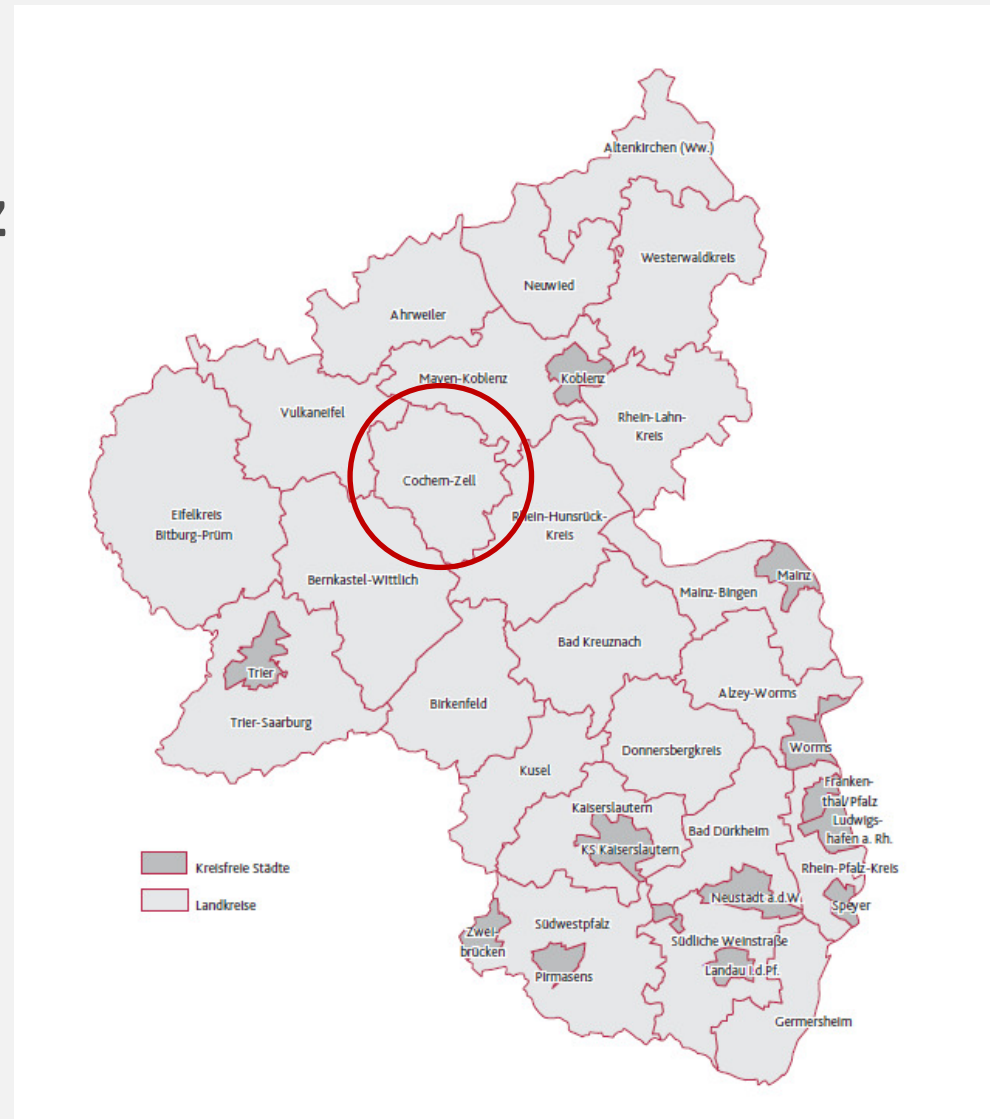 z
Altenkirchen (Ww.)
Westerwaldkreis
Neuwied
Ahrweiler
Mayen-Koblenz
Koblenz
Vulkaneifel
Rhein-Lahn-
Kreis
Cochem-Zell
Eifelkreis
Bitburg-Prüm
Rhein-Hunsrück-
Kreis
Bernkastel-Wittlich
Mainz
Mainz-Bingen
Bad Kreuznach
Trier
Alzey-Worms
Birkenfeld
Trier-Saarburg
Donnersbergkreis
Worms
Kusel
Franken-
thal/Pfalz
Kaiserslautern
Ludwigs-
hafen a. Rh.
Bad Dürkheim
KS Kaiserslautern
Kreisfreie Städte
Rhein-Pfalz-Kreis
Neustadt a.d.W.
Speyer
Landkreise
Südwestpfalz
Zwei-
brücken
Südliche Weinstraße
Landau i.d.Pf.
Pirmasens
Germersheim